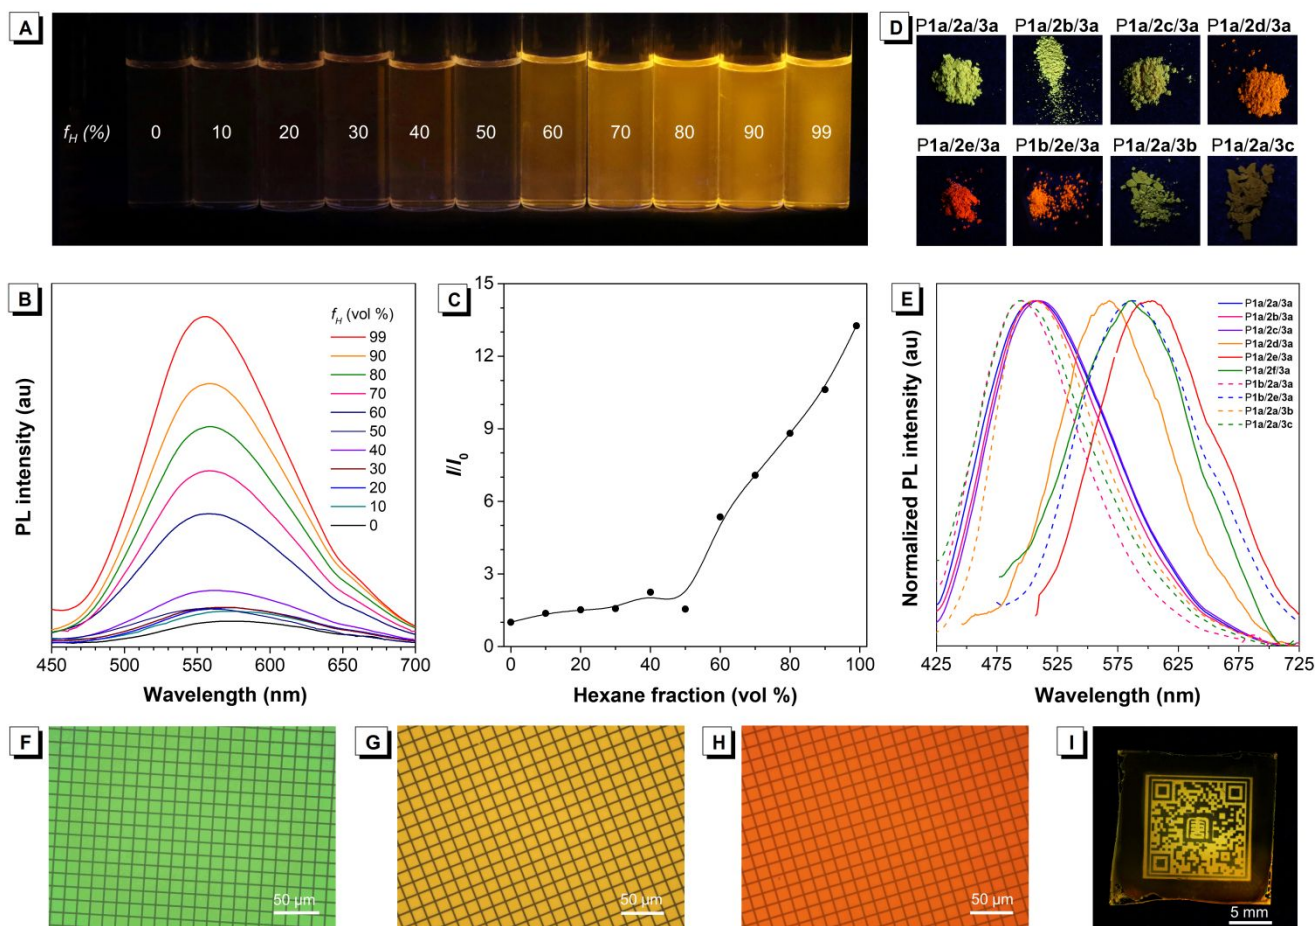 A
f_H (%)
0 10 20 30 40 50 60 70 80 90 99
D
P1a/2a/3a P1a/2b/3a P1a/2c/3a P1a/2d/3a
P1a/2e/3a P1b/2e/3a P1a/2a/3b P1a/2a/3c
B
PL intensity (au)
f_H (vol %)
99
90
80
70
60
50
40
30
20
10
0
450 500 550 600 650 700
Wavelength (nm)
C
I/I0
15
12
9
6
3
0
0 20 40 60 80 100
Hexane fraction (vol %)
E
Normalized PL intensity (au)
P1a/2a/3a
P1a/2b/3a
P1a/2c/3a
P1a/2d/3a
P1a/2e/3a
P1a/2f/3a
P1b/2a/3a
P1b/2e/3a
P1a/2a/3b
P1a/2a/3c
425 475 525 575 625 675 725
Wavelength (nm)
F
50 µm
G
50 µm
H
50 µm
I
5 mm